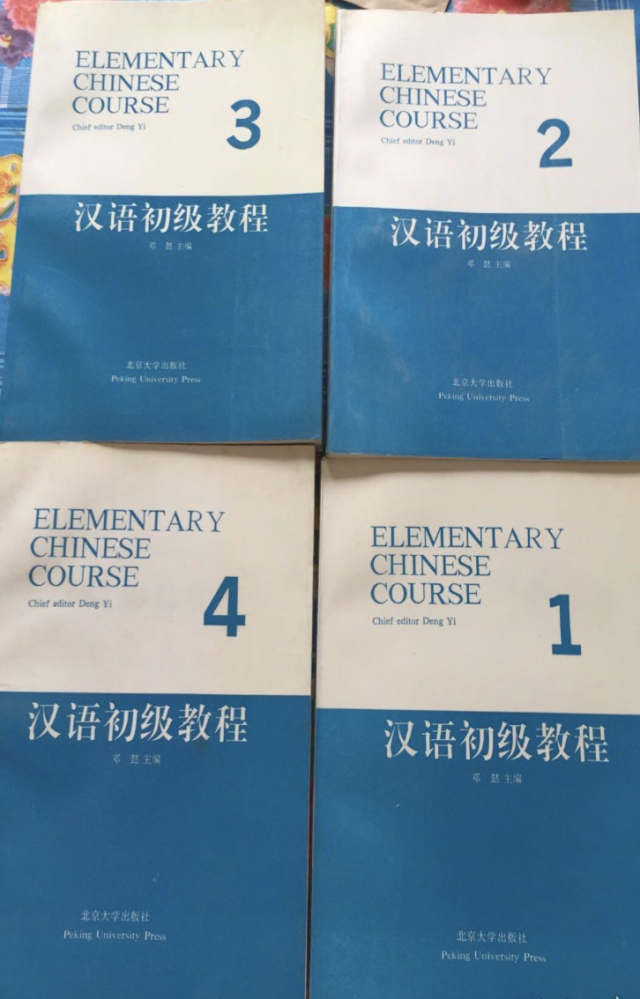 ELEMENTARY
CHINESE
COURSE
Chief editor Deng Yi
3
汉语初级教程
邓 懿 主编
北京大学出版社
Peking University Press
ELEMENTARY
CHINESE
COURSE
Chief editor Deng Yi
2
汉语初级教程
邓 懿 主编
北京大学出版社
Peking University Press
ELEMENTARY
CHINESE
COURSE
Chief editor Deng Yi
4
汉语初级教程
邓 懿 主编
北京大学出版社
Peking University Press
ELEMENTARY
CHINESE
COURSE
Chief editor Deng Yi
1
汉语初级教程
邓 懿 主编
北京大学出版社
Peking University Press